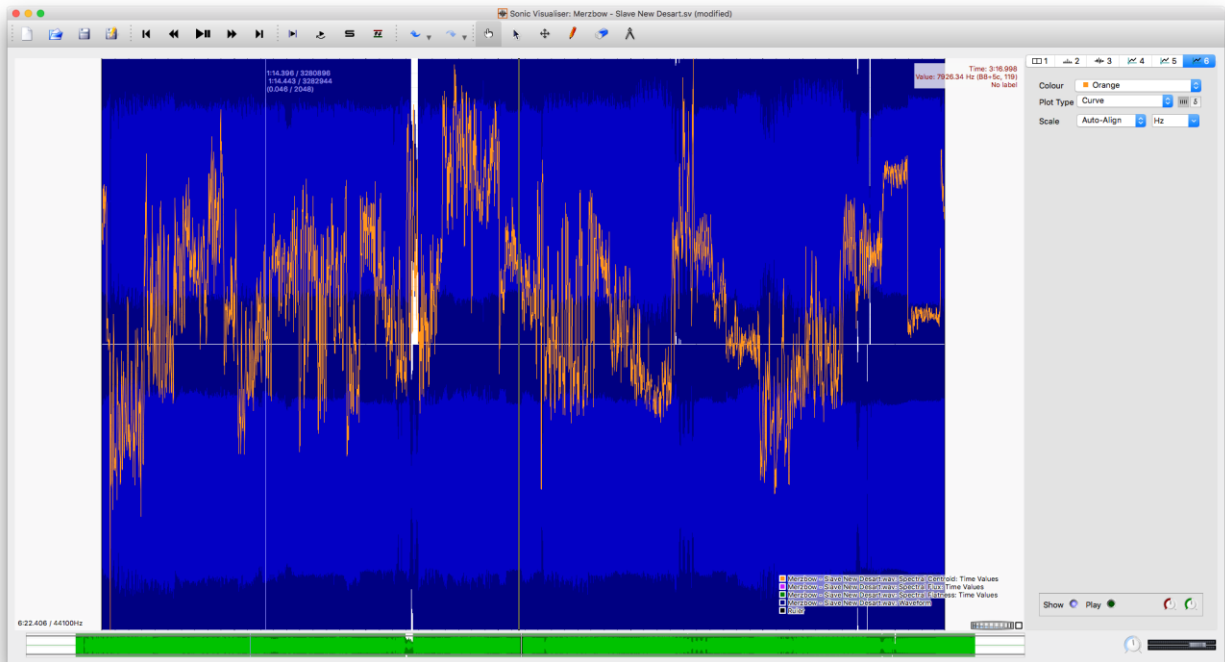 Sonic Visualiser: Merzbow - Slave New Desart.sv (modified)
1 2 3 4 5 6
1:14.396 / 3280896
1:14.443 / 3282944
(0.046 / 2048)
Time: 3:16.998
Value: 7926.34 Hz (B8+5c, 119)
No label
Colour Orange
Plot Type Curve
Scale Auto-Align Hz
Merzbow - Slave New Desart.wav: Spectral Centroid: Time Values
Merzbow - Slave New Desart.wav: Spectral Flux: Time Values
Merzbow - Slave New Desart.wav: Spectral Flatness: Time Values
Merzbow - Slave New Desart.wav: Waveform
Ruler
Show Play
6:22.406 / 44100Hz